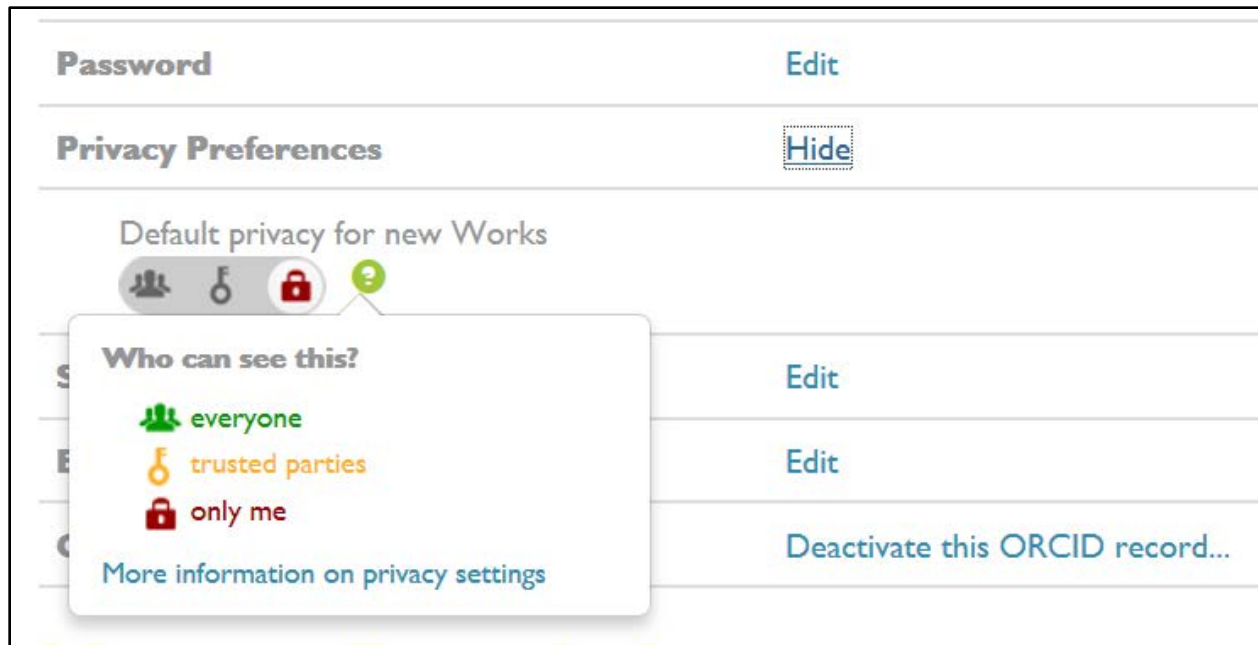 Password Edit
Privacy Preferences Hide
Default privacy for new Works
?
Who can see this?
S Edit
everyone
trusted parties
E Edit
only me
Deactivate this ORCID record...
More information on privacy settings